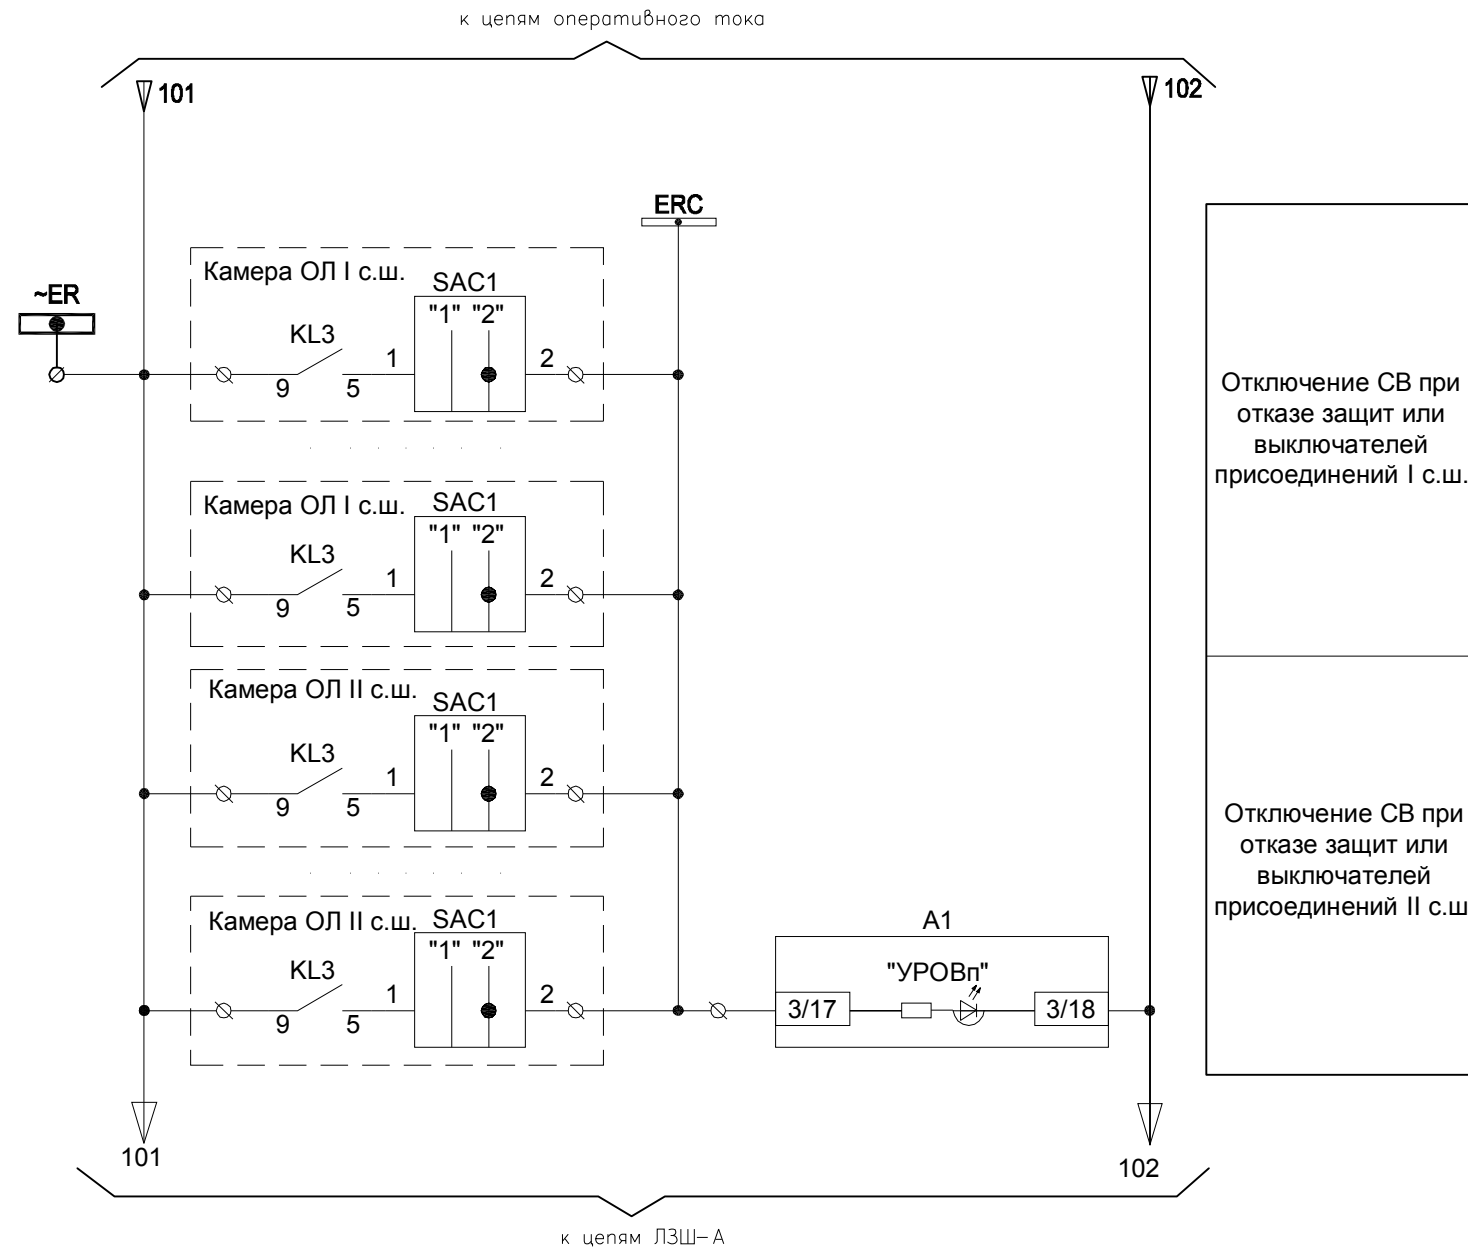 к цепям оперативного тока
101
102
ERC
~ER
Камера ОЛ I с.ш.
SAC1
"1" "2"
KL3
9
5
1
2
Камера ОЛ I с.ш.
SAC1
"1" "2"
KL3
9
5
1
2
Камера ОЛ II с.ш.
SAC1
"1" "2"
KL3
9
5
1
2
Камера ОЛ II с.ш.
SAC1
"1" "2"
KL3
9
5
1
2
A1
"УРОВп"
3/17
3/18
Отключение СВ при
отказе защит или
выключателей
присоединений I с.ш.
Отключение СВ при
отказе защит или
выключателей
присоединений II с.ш
101
102
к цепям ЛЗШ-А